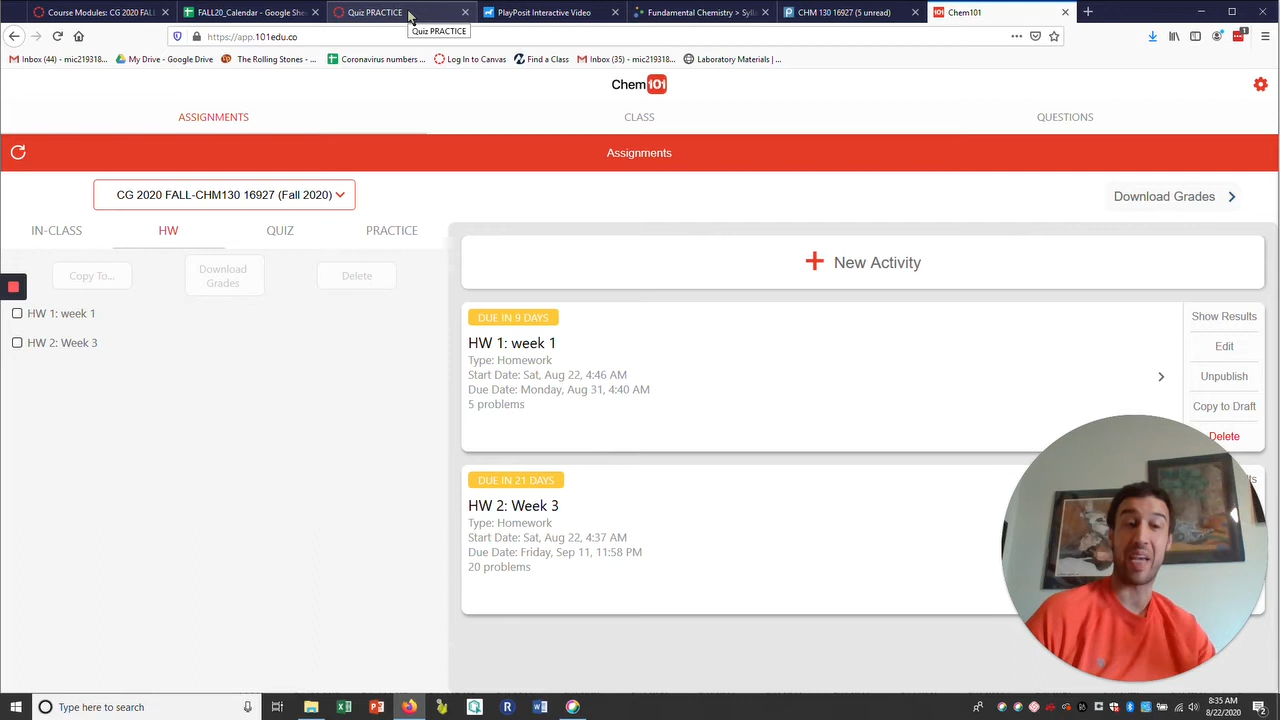 Course Modules: CG 2020 FALL
FALL20_Calendar - Google She
Quiz PRACTICE
PlayPosit Interactive Video
Fundamental Chemistry > Sylla
CHM 130 16927 (5 unread)
Chem101
Quiz PRACTICE
https://app.101edu.co
Inbox (44) - mic219318...
My Drive - Google Drive
The Rolling Stones - ...
Coronavirus numbers ...
Log In to Canvas
Find a Class
Inbox (35) - mic219318...
Laboratory Materials | ...
Chem101
ASSIGNMENTS
CLASS
QUESTIONS
Assignments
CG 2020 FALL-CHM130 16927 (Fall 2020)
Download Grades
IN-CLASS
HW
QUIZ
PRACTICE
Copy To...
Download
Grades
Delete
HW 1: week 1
HW 2: Week 3
New Activity
DUE IN 9 DAYS
HW 1: week 1
Type: Homework
Start Date: Sat, Aug 22, 4:46 AM
Due Date: Monday, Aug 31, 4:40 AM
5 problems
Show Results
Edit
Unpublish
Copy to Draft
Delete
DUE IN 21 DAYS
HW 2: Week 3
Type: Homework
Start Date: Sat, Aug 22, 4:37 AM
Due Date: Friday, Sep 11, 11:58 PM
20 problems
Type here to search
8:35 AM
8/22/2020